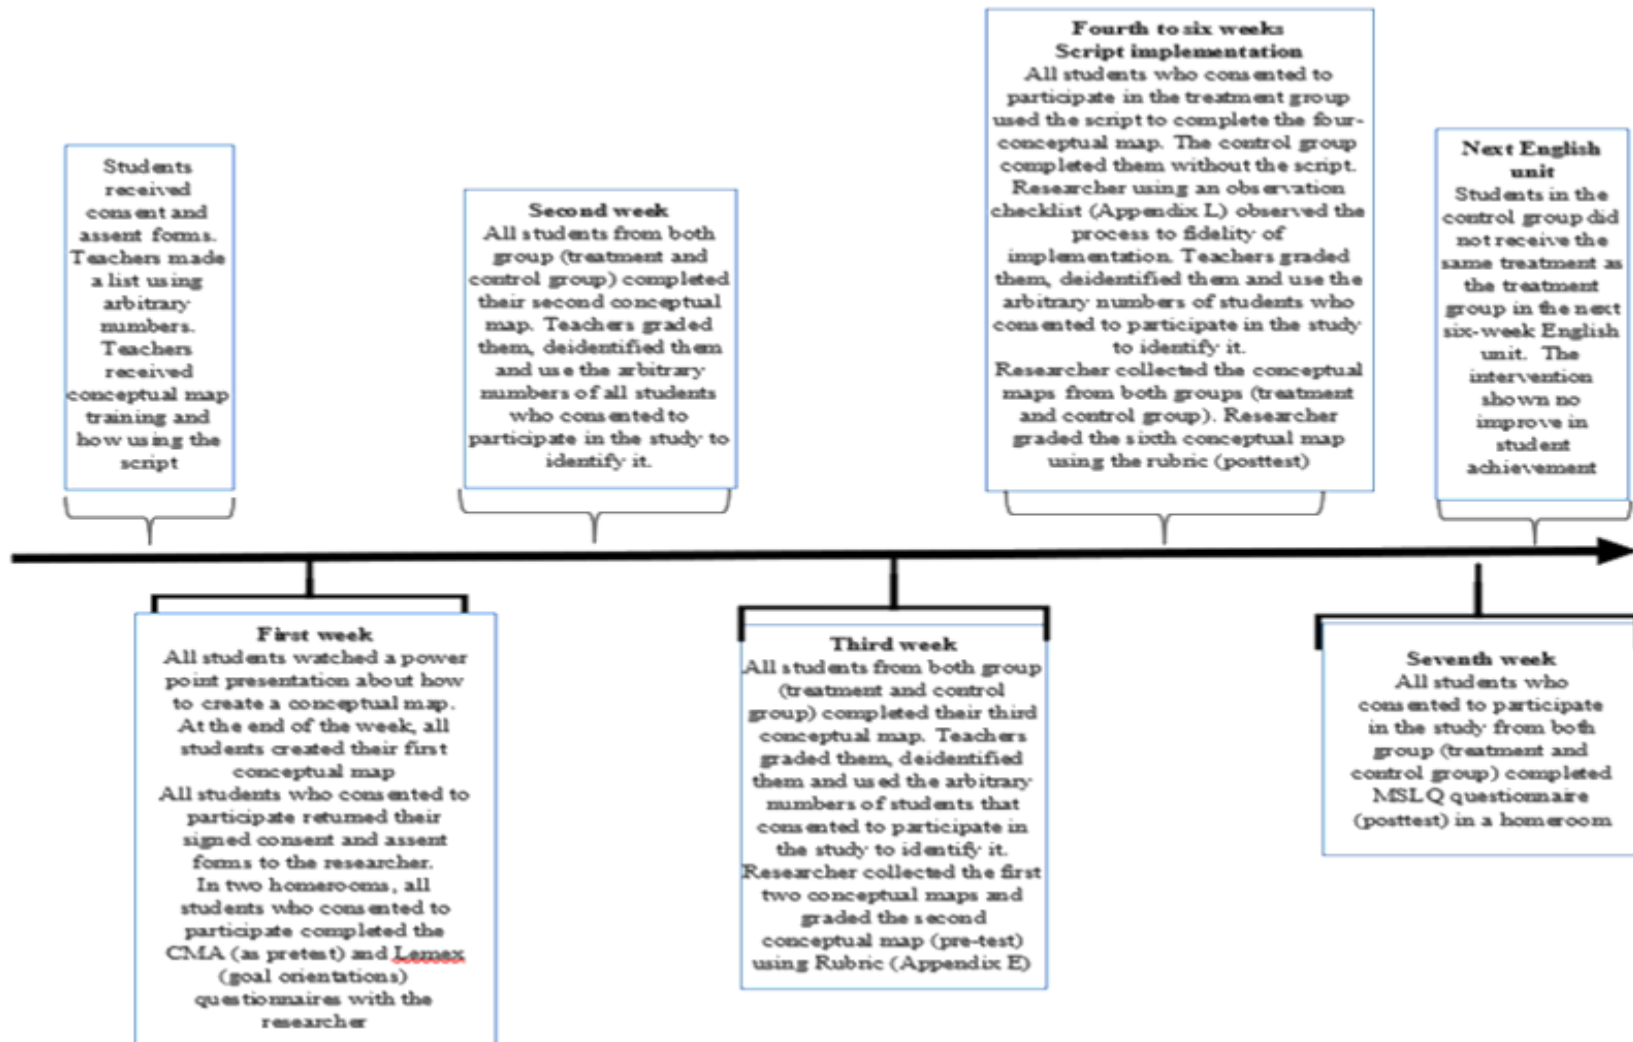 Students
received
consent and
assent forms.
Teachers made
a list using
arbitrary
numbers.
Teachers
received
conceptual map
training and
how using the
script
First week
All students watched a power
point presentation about how
to create a conceptual map.
At the end of the week, all
students created their first
conceptual map
All students who consented to
participate returned their
signed consent and assent
forms to the researcher.
In two homerooms, all
students who consented to
participate completed the
CMA (as pretest) and Lemex
(goal orientations)
questionnaires with the
researcher
Second week
All students from both
group (treatment and
control group) completed
their second conceptual
map. Teachers graded
them, deidentified them
and use the arbitrary
numbers of all students
who consented to
participate in the study to
identify it.
Third week
All students from both group
(treatment and control
group) completed their third
conceptual map. Teachers
graded them, deidentified
them and used the arbitrary
numbers of students that
consented to participate in
the study to identify it.
Researcher collected the first
two conceptual maps and
graded the second
conceptual map (pre-test)
using Rubric (Appendix E)
Fourth to six weeks
Script implementation
All students who consented to
participate in the treatment group
used the script to complete the four-
conceptual map. The control group
completed them without the script.
Researcher using an observation
checklist (Appendix L) observed the
process to fidelity of
implementation. Teachers graded
them, deidentified them and use the
arbitrary numbers of students who
consented to participate in the study
to identify it.
Researcher collected the conceptual
maps from both groups (treatment
and control group). Researcher
graded the sixth conceptual map
using the rubric (posttest)
Seventh week
All students who
consented to participate
in the study from both
group (treatment and
control group) completed
MSLQ questionnaire
(posttest) in a homeroom
Next English
unit
Students in the
control group did
not receive the
same treatment as
the treatment
group in the next
six-week English
unit. The
intervention
shown no
improve in
student
achievement